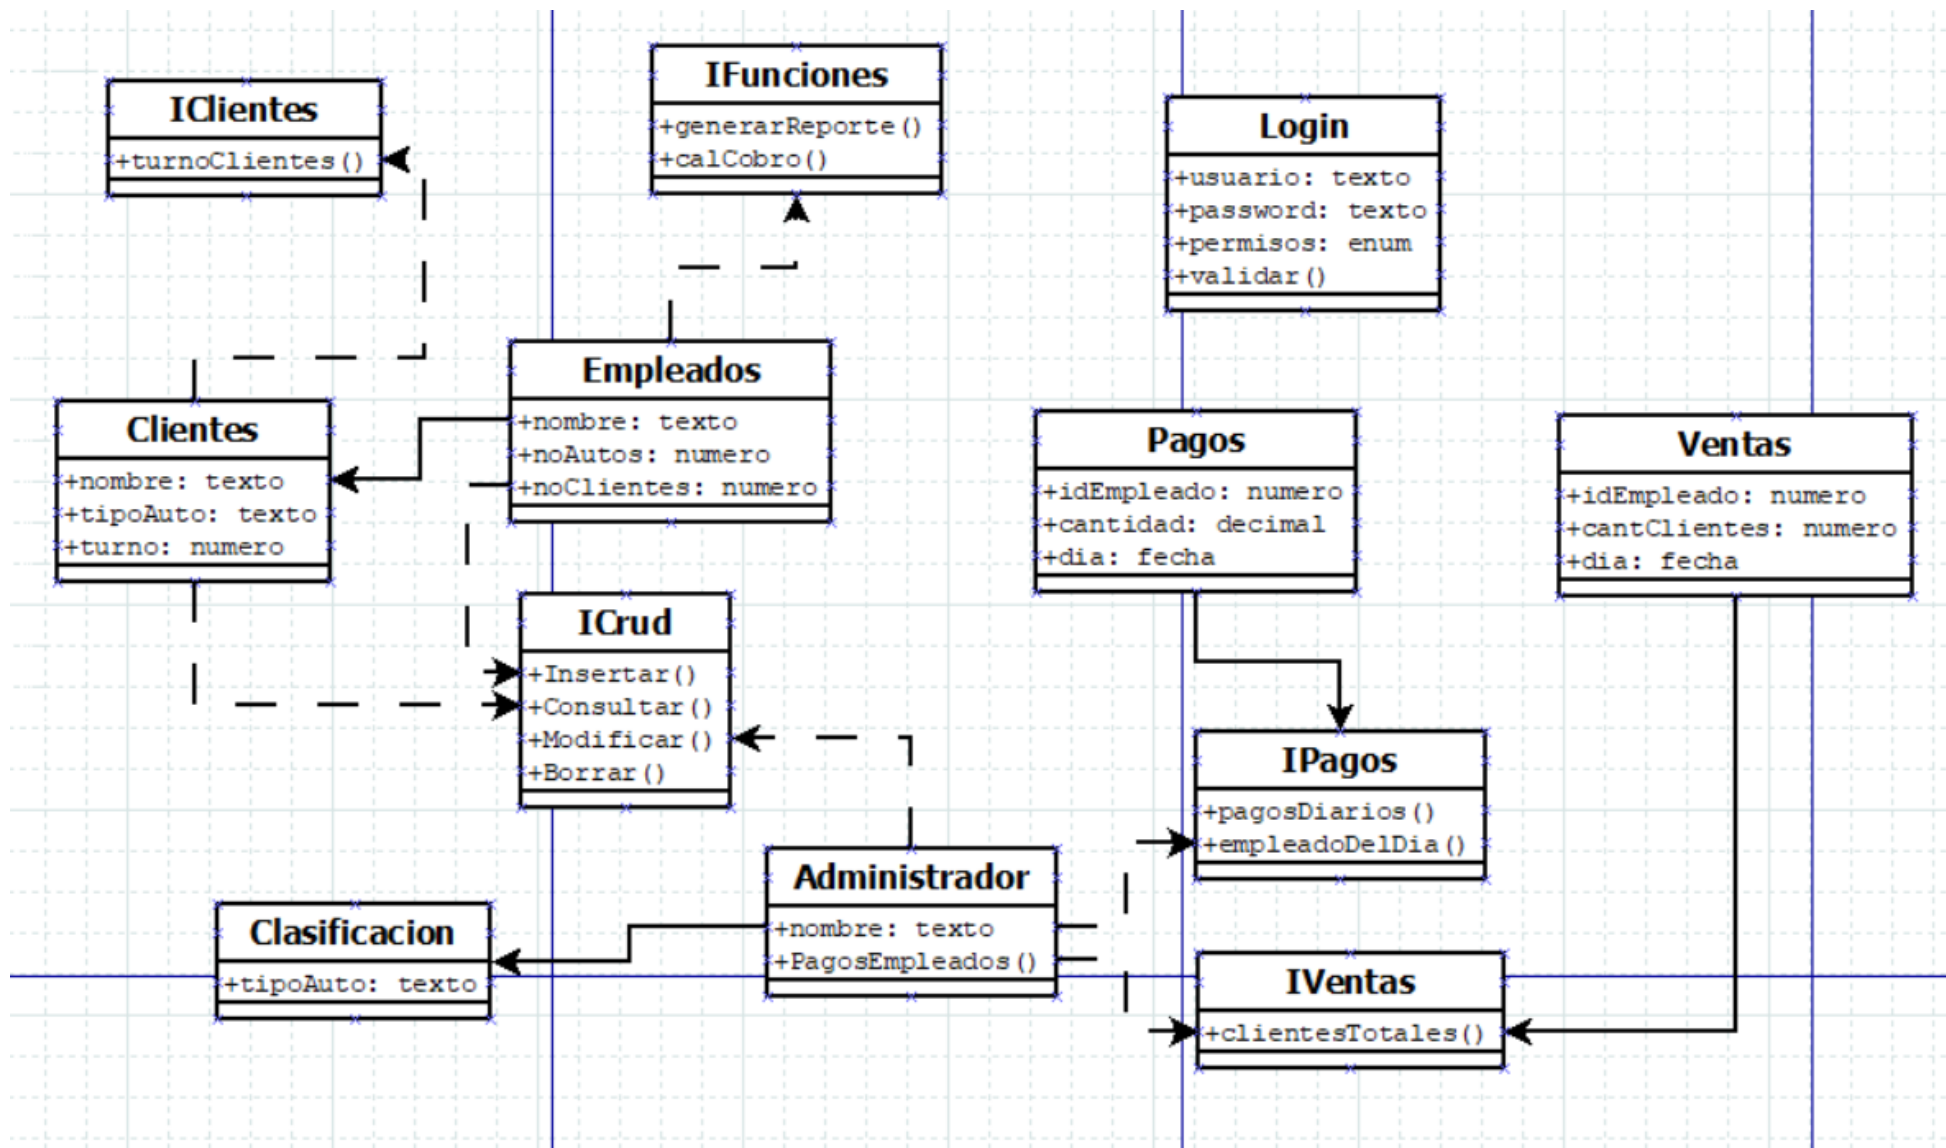 IClientes
+turnoClientes()
IFunciones
+generarReporte()
+calCobro()
Login
+usuario: texto
+password: texto
+permisos: enum
+validar()
Clientes
+nombre: texto
+tipoAuto: texto
+turno: numero
Empleados
+nombre: texto
+noAutos: numero
+noClientes: numero
Pagos
+idEmpleado: numero
+cantidad: decimal
+dia: fecha
Ventas
+idEmpleado: numero
+cantClientes: numero
+dia: fecha
ICrud
+Insertar()
+Consultar()
+Modificar()
+Borrar()
IPagos
+pagosDiarios()
+empleadoDelDia()
Clasificacion
+tipoAuto: texto
Administrador
+nombre: texto
+PagosEmpleados()
IVentas
+clientesTotales()